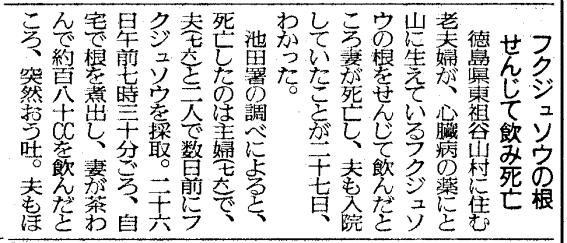 フクジュソウの根
せんじて飲み死亡
徳島県東祖谷山村に住む
老夫婦が、心臓病の薬にと
山に生えているフクジュソ
ウの根をせんじて飲んだと
ころ妻が死亡し、夫も入院
していたことが二十七日、
わかった。
池田署の調べによると、
死亡したのは主婦(七六)で、
夫(七六)と二人で数日前にフ
クジュソウを採取。二十六
日午前七時三十分ごろ、自
宅で根を煮出し、妻が茶わ
んで約百八十㏄を飲んだと
ころ、突然おう吐。夫もほ